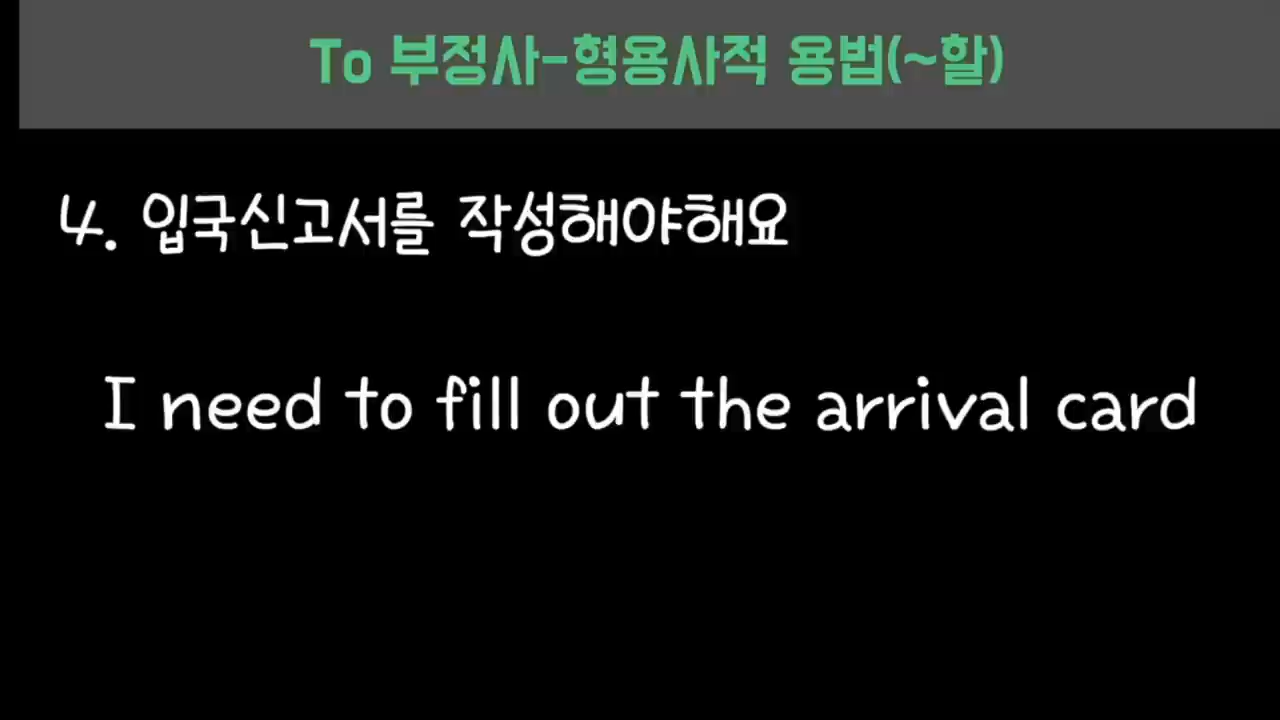 To 부정사-형용사적 용법(~할)
4. 입국신고서를 작성해야해요
I need to fill out the arrival card